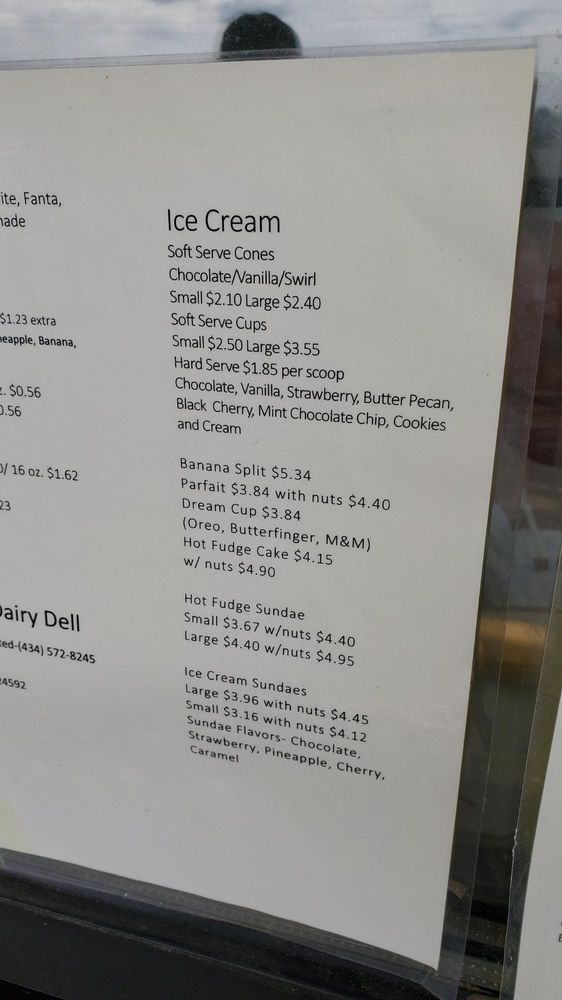 ite, Fanta,
ade
$1.23 extra
eapple, Banana,
. $0.56
0.56
/ 16 oz. $1.62
23
Dairy Dell
ted-(434) 572-8245
24592
Ice Cream
Soft Serve Cones
Chocolate/Vanilla/Swirl
Small $2.10 Large $2.40
Soft Serve Cups
Small $2.50 Large $3.55
Hard Serve $1.85 per scoop
Chocolate, Vanilla, Strawberry, Butter Pecan,
Black Cherry, Mint Chocolate Chip, Cookies
and Cream
Banana Split $5.34
Parfait $3.84 with nuts $4.40
Dream Cup $3.84
(Oreo, Butterfinger, M&M)
Hot Fudge Cake $4.15
w/ nuts $4.90
Hot Fudge Sundae
Small $3.67 w/nuts $4.40
Large $4.40 w/nuts $4.95
Ice Cream Sundaes
Large $3.96 with nuts $4.45
Small $3.16 with nuts $4.12
Sundae Flavors- Chocolate,
Strawberry, Pineapple, Cherry,
Caramel